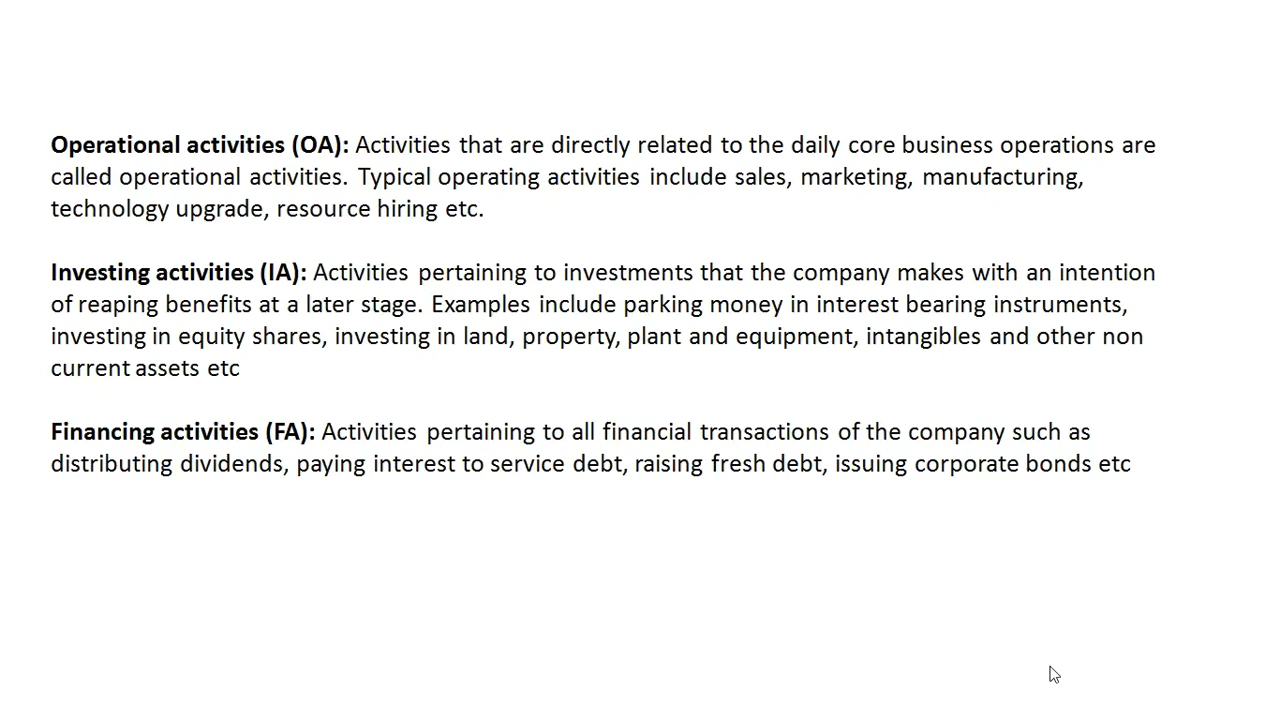 Operational activities (OA): Activities that are directly related to the daily core business operations are
called operational activities. Typical operating activities include sales, marketing, manufacturing,
technology upgrade, resource hiring etc.
Investing activities (IA): Activities pertaining to investments that the company makes with an intention
of reaping benefits at a later stage. Examples include parking money in interest bearing instruments,
investing in equity shares, investing in land, property, plant and equipment, intangibles and other non
current assets etc
Financing activities (FA): Activities pertaining to all financial transactions of the company such as
distributing dividends, paying interest to service debt, raising fresh debt, issuing corporate bonds etc